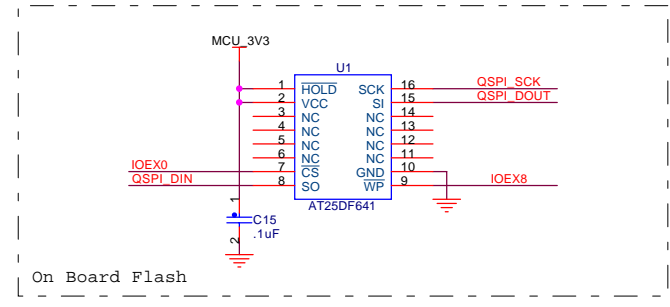 MCU_3V3
U1
1 HOLD SCK 16 QSPI_SCK
2 VCC SI 15 QSPI_DOUT
3 NC NC 14
4 NC NC 13
5 NC NC 12
6 NC NC 11
IOEX0 7 CS GND 10
QSPI_DIN 8 SO WP 9 IOEX8
AT25DF641
1
C15
.1uF
2
On Board Flash